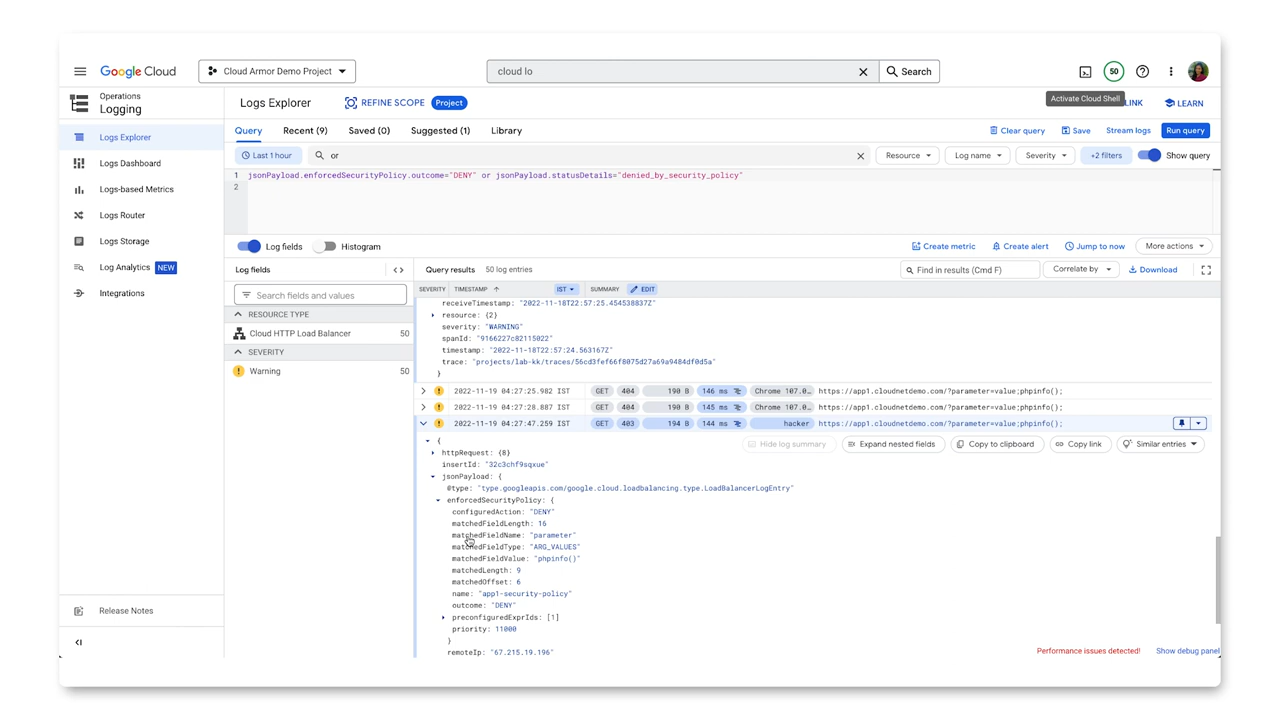 Google Cloud
Cloud Armor Demo Project
cloud lo
Search
50
Operations
Logging
Logs Explorer
REFINE SCOPE
Project
Activate Cloud Shell
LINK
LEARN
Logs Explorer
Logs Dashboard
Logs-based Metrics
Logs Router
Logs Storage
Log Analytics NEW
Integrations
Release Notes
Query
Recent (9)
Saved (0)
Suggested (1)
Library
Clear query
Save
Stream logs
Run query
Last 1 hour
or
Resource
Log name
Severity
+2 filters
Show query
1 jsonPayload.enforcedSecurityPolicy.outcome="DENY" or jsonPayload.statusDetails="denied_by_security_policy"
2
Log fields
Histogram
Create metric
Create alert
Jump to now
More actions
Log fields
Search fields and values
RESOURCE TYPE
Cloud HTTP Load Balancer 50
SEVERITY
Warning 50
Query results 50 log entries
Find in results (Cmd F)
Correlate by
Download
SEVERITY TIMESTAMP IST SUMMARY EDIT
receiveTimestamp: "2022-11-18T22:57:25.454538837Z"
resource: {2}
severity: "WARNING"
spanId: "9166227c82115022"
timestamp: "2022-11-18T22:57:24.563167Z"
trace: "projects/lab-kk/traces/56cd3fef66f8075d27a69a9484df0d5a"
}
2022-11-19 04:27:25.982 IST GET 404 190 B 146 ms Chrome 107.0… https://app1.cloudnetdemo.com/?parameter=value;phpinfo();
2022-11-19 04:27:28.887 IST GET 404 190 B 145 ms Chrome 107.0… https://app1.cloudnetdemo.com/?parameter=value;phpinfo();
2022-11-19 04:27:47.259 IST GET 403 194 B 144 ms hacker https://app1.cloudnetdemo.com/?parameter=value;phpinfo();
Hide log summary
Expand nested fields
Copy to clipboard
Copy link
Similar entries
{
httpRequest: {8}
insertId: "32c3chf9sqxue"
jsonPayload: {
@type: "type.googleapis.com/google.cloud.loadbalancing.type.LoadBalancerLogEntry"
enforcedSecurityPolicy: {
configuredAction: "DENY"
matchedFieldLength: 16
matchedFieldName: "parameter"
matchedFieldType: "ARG_VALUES"
matchedFieldValue: "phpinfo()"
matchedLength: 9
matchedOffset: 6
name: "app1-security-policy"
outcome: "DENY"
preconfiguredExprIds: [1]
priority: 11000
}
remoteIp: "67.215.19.196"
Performance issues detected!
Show debug panel